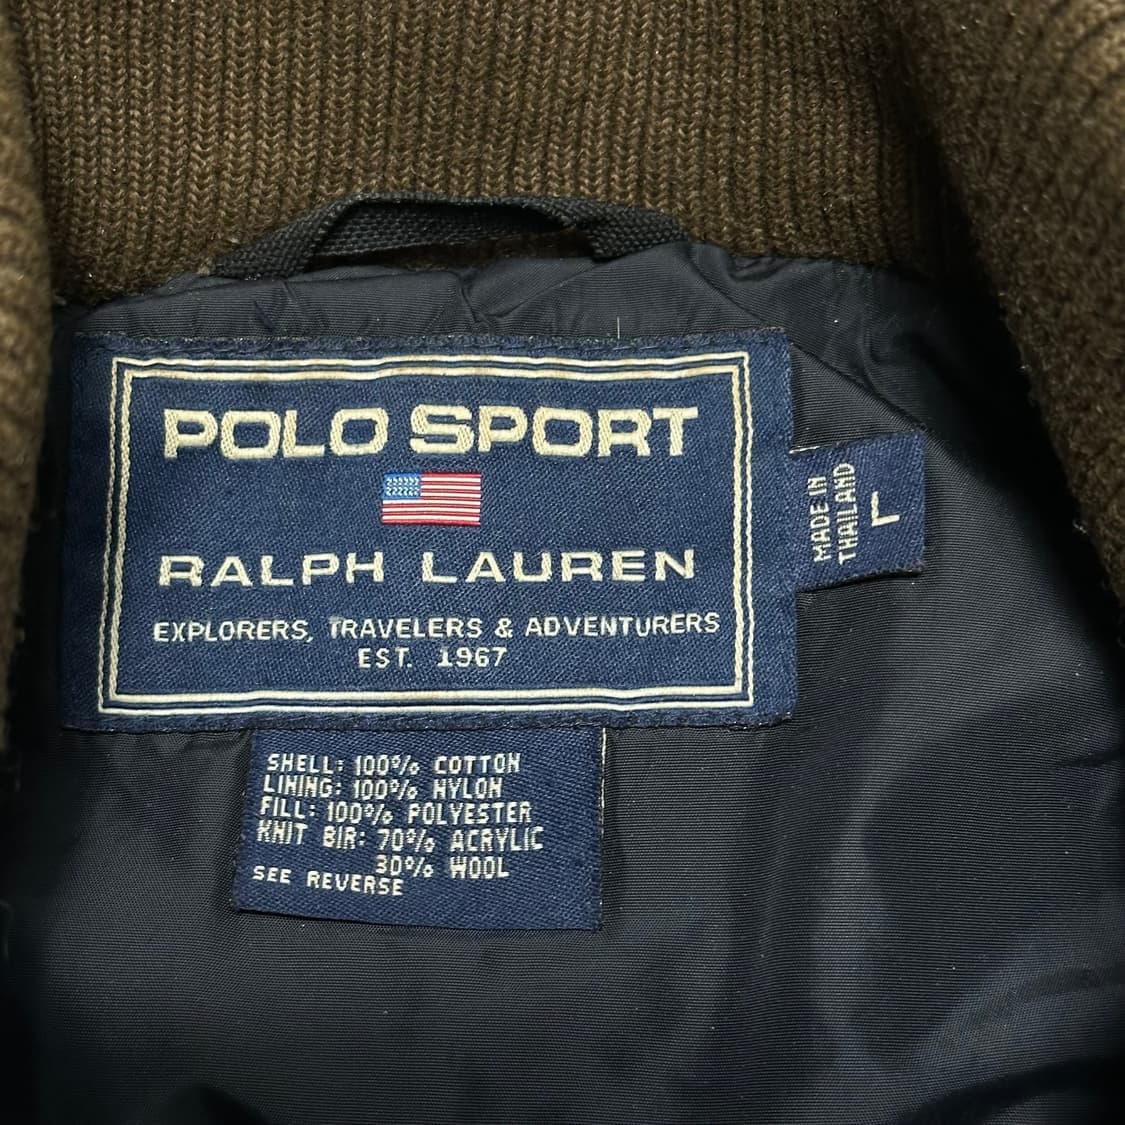 POLO SPORT
RALPH LAUREN
EXPLORERS, TRAVELERS & ADVENTURERS
EST. 1967
MADE IN
THAILAND
L
SHELL: 100% COTTON
LINING: 100% NYLON
FILL: 100% POLYESTER
KNIT BIR: 70% ACRYLIC
30% WOOL
SEE REVERSE